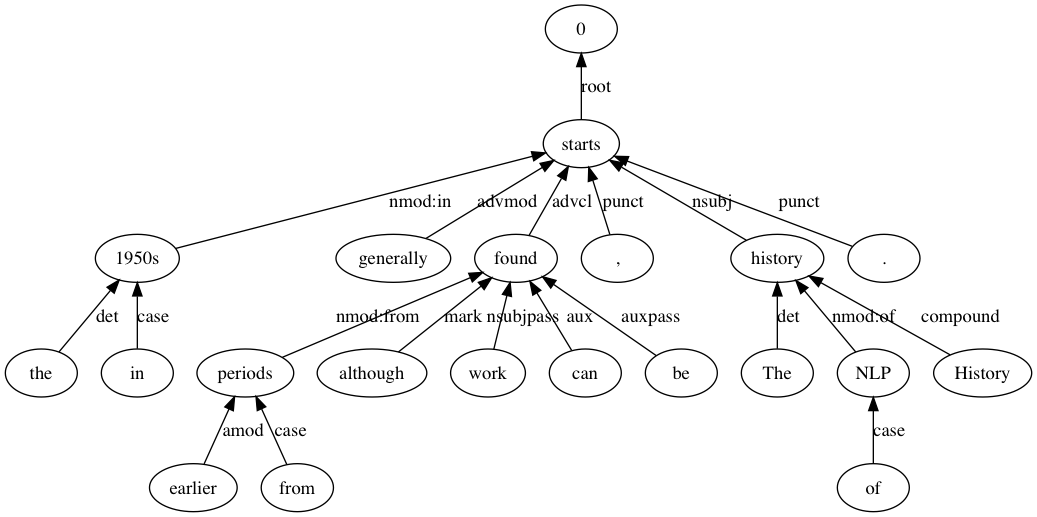 0
root
starts
nmod:in advmod advcl punct nsubj punct
1950s generally found , history .
det case nmod:from mark nsubjpass aux auxpass det nmod:of compound
the in periods although work can be The NLP History
amod case case
earlier from of